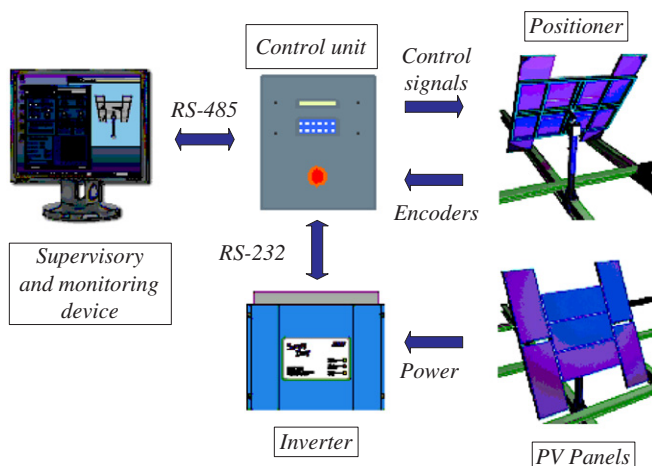 Positioner
Control unit
Control
signals
RS-485
Encoders
RS-232
Supervisory
and monitoring
device
Power
Inverter
PV Panels